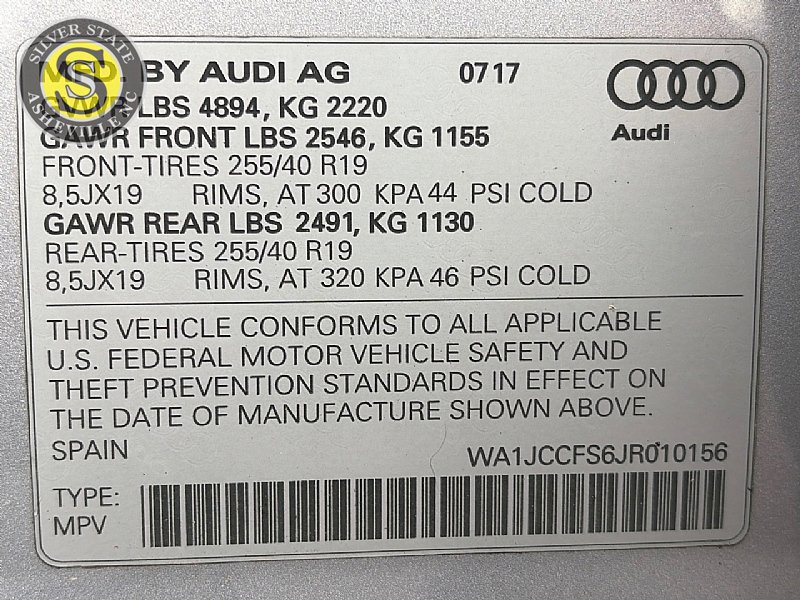 SILVER STATE
S
ASHEVILLE NC
MFD. BY AUDI AG 0717
GVWR LBS 4894, KG 2220
GAWR FRONT LBS 2546, KG 1155
Audi
FRONT-TIRES 255/40 R19
8,5JX19 RIMS, AT 300 KPA 44 PSI COLD
GAWR REAR LBS 2491, KG 1130
REAR-TIRES 255/40 R19
8,5JX19 RIMS, AT 320 KPA 46 PSI COLD
THIS VEHICLE CONFORMS TO ALL APPLICABLE
U.S. FEDERAL MOTOR VEHICLE SAFETY AND
THEFT PREVENTION STANDARDS IN EFFECT ON
THE DATE OF MANUFACTURE SHOWN ABOVE.
SPAIN WA1JCCFS6JR010156
TYPE:
MPV